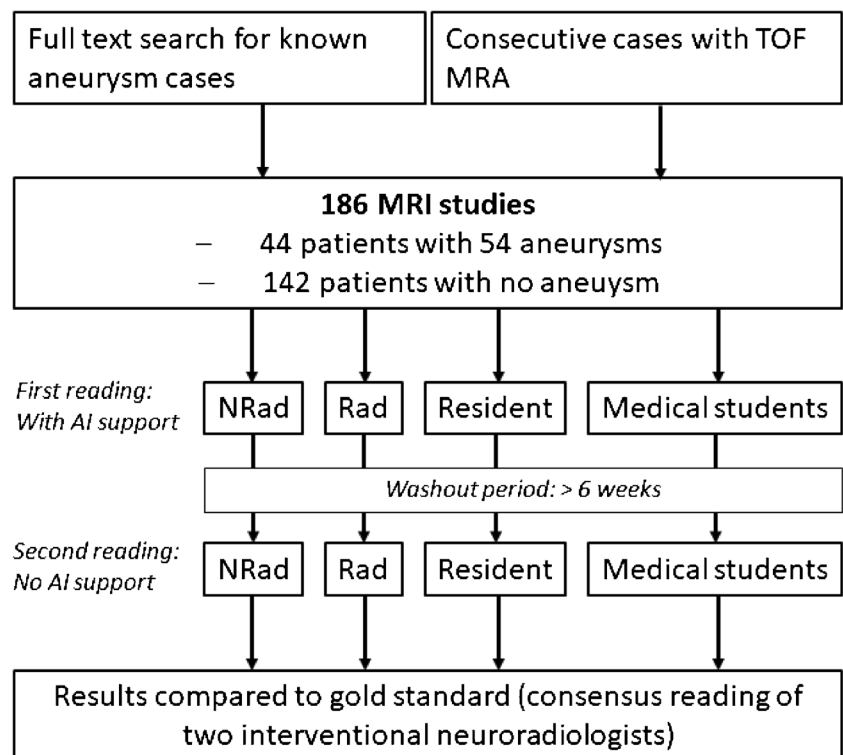 Full text search for known
aneurysm cases
Consecutive cases with TOF
MRA
186 MRI studies
– 44 patients with 54 aneurysms
– 142 patients with no aneuysm
First reading:
With AI support
NRad
Rad
Resident
Medical students
Washout period: > 6 weeks
Second reading:
No AI support
NRad
Rad
Resident
Medical students
Results compared to gold standard (consensus reading of
two interventional neuroradiologists)